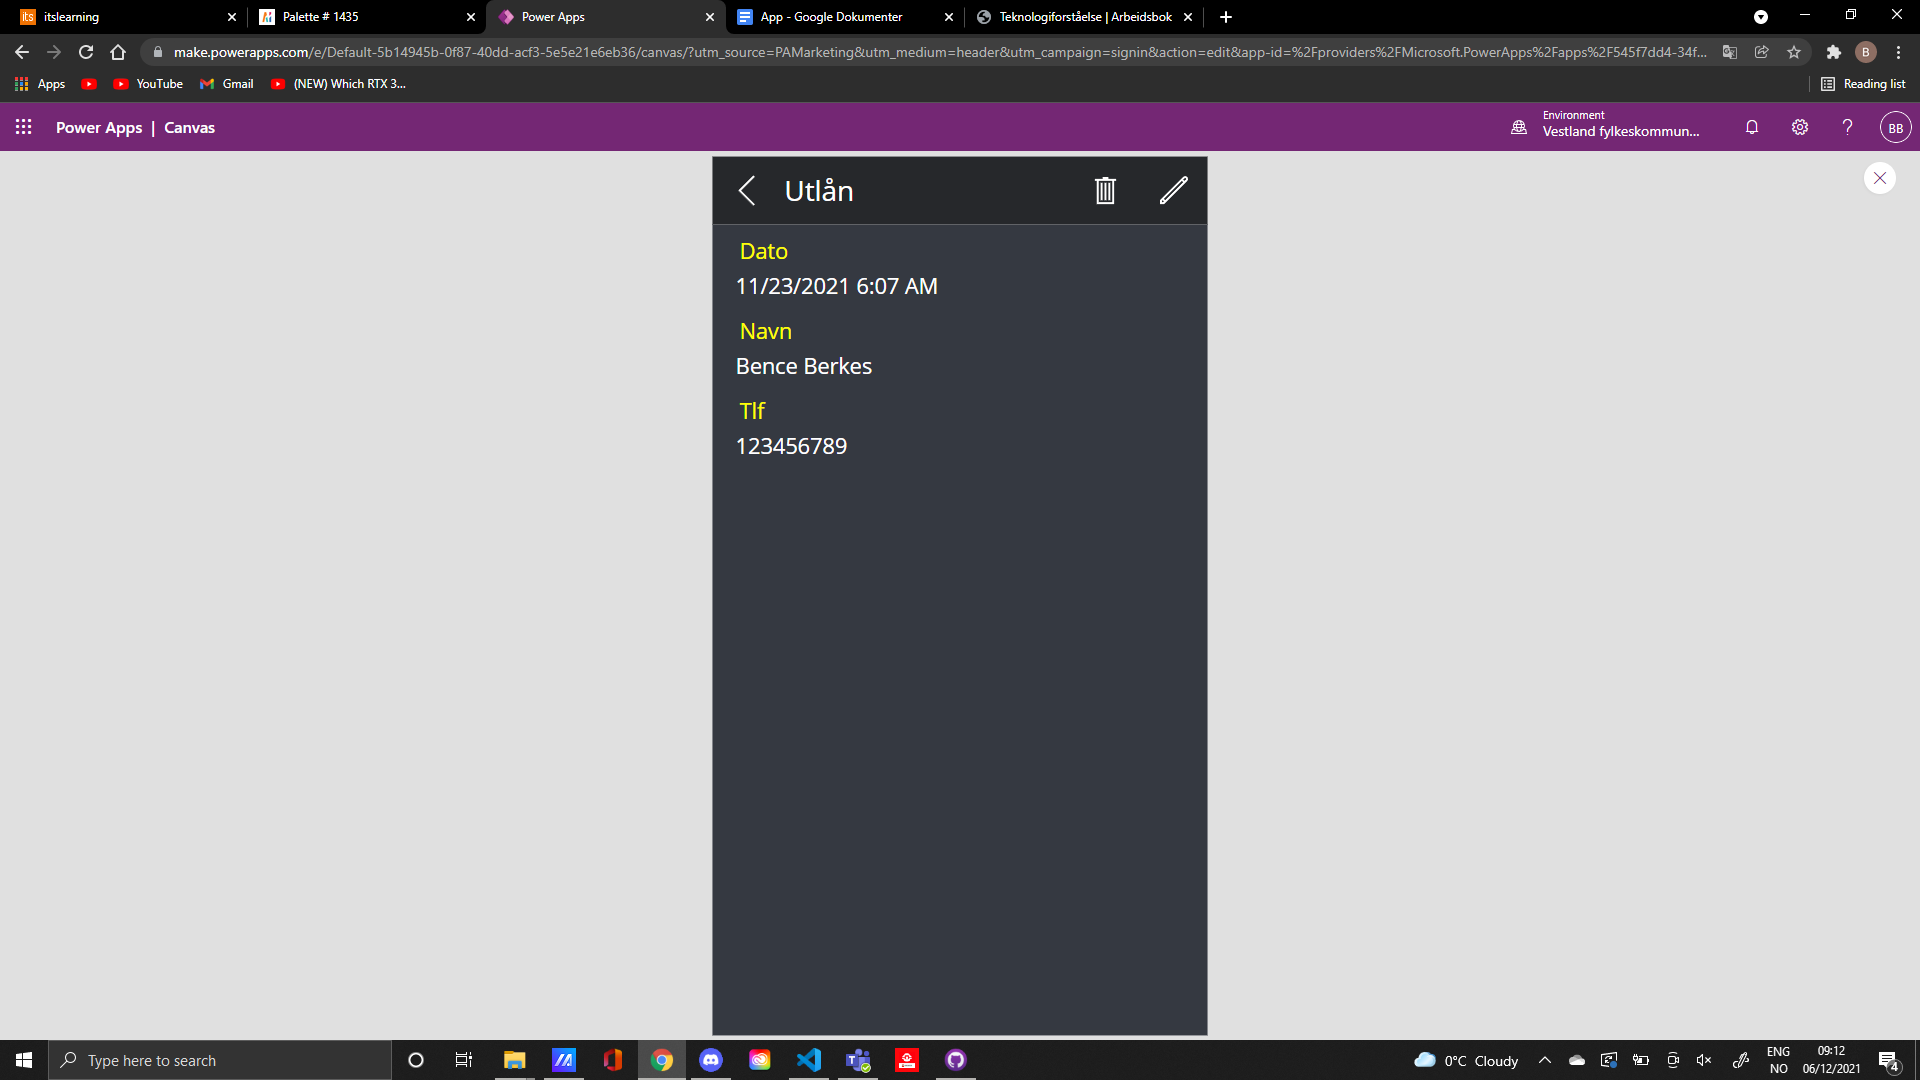 itslearning
Palette # 1435
Power Apps
App - Google Dokumenter
Teknologiforståelse | Arbeidsbok
make.powerapps.com/e/Default-5b14945b-0f87-40dd-acf3-5e5e21e6eb36/canvas/?utm_source=PAMarketing&utm_medium=header&utm_campaign=signin&action=edit&app-id=%2Fproviders%2FMicrosoft.PowerApps%2Fapps%2F545f7dd4-34f...
B
Apps
YouTube
Gmail
(NEW) Which RTX 3...
Reading list
Power Apps | Canvas
Environment
Vestland fylkeskommun...
BB
Utlån
Dato
11/23/2021 6:07 AM
Navn
Bence Berkes
Tlf
123456789
Type here to search
0°C Cloudy
ENG
NO
09:12
06/12/2021
4